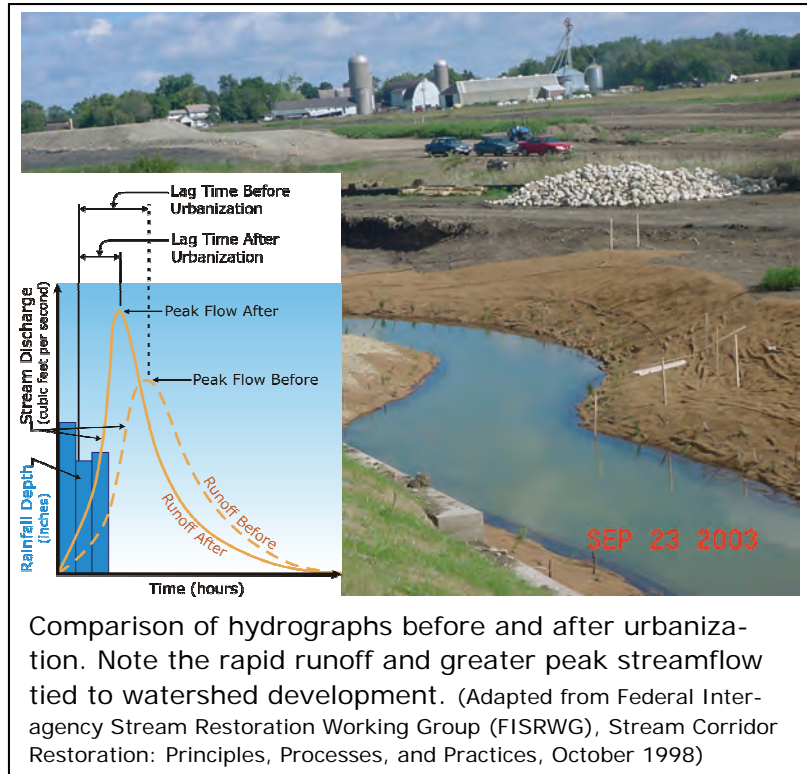 Lag Time Before
Urbanization
Lag Time After
Urbanization
Peak Flow After
Peak Flow Before
Stream Discharge
(cubic feet per second)
Rainfall Depth
(inches)
Runoff Before
Runoff After
Time (hours)
SEP 23 2003
Comparison of hydrographs before and after urbaniza-
tion. Note the rapid runoff and greater peak streamflow
tied to watershed development. (Adapted from Federal Inter-
agency Stream Restoration Working Group (FISRWG), Stream Corridor
Restoration: Principles, Processes, and Practices, October 1998)